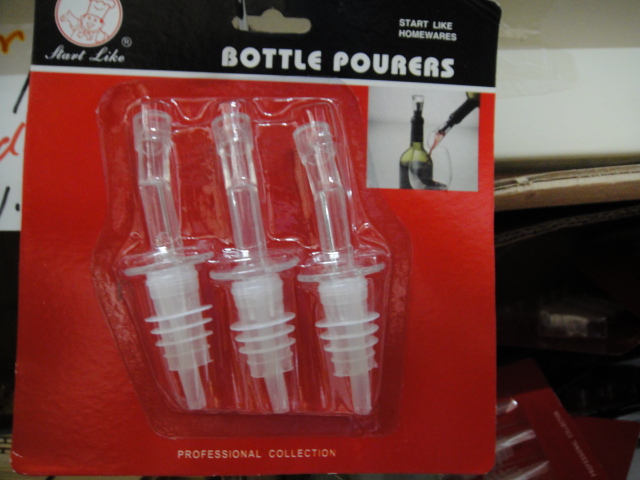 Start Like ®
START LIKE
HOMEWARES
BOTTLE POURERS
PROFESSIONAL COLLECTION